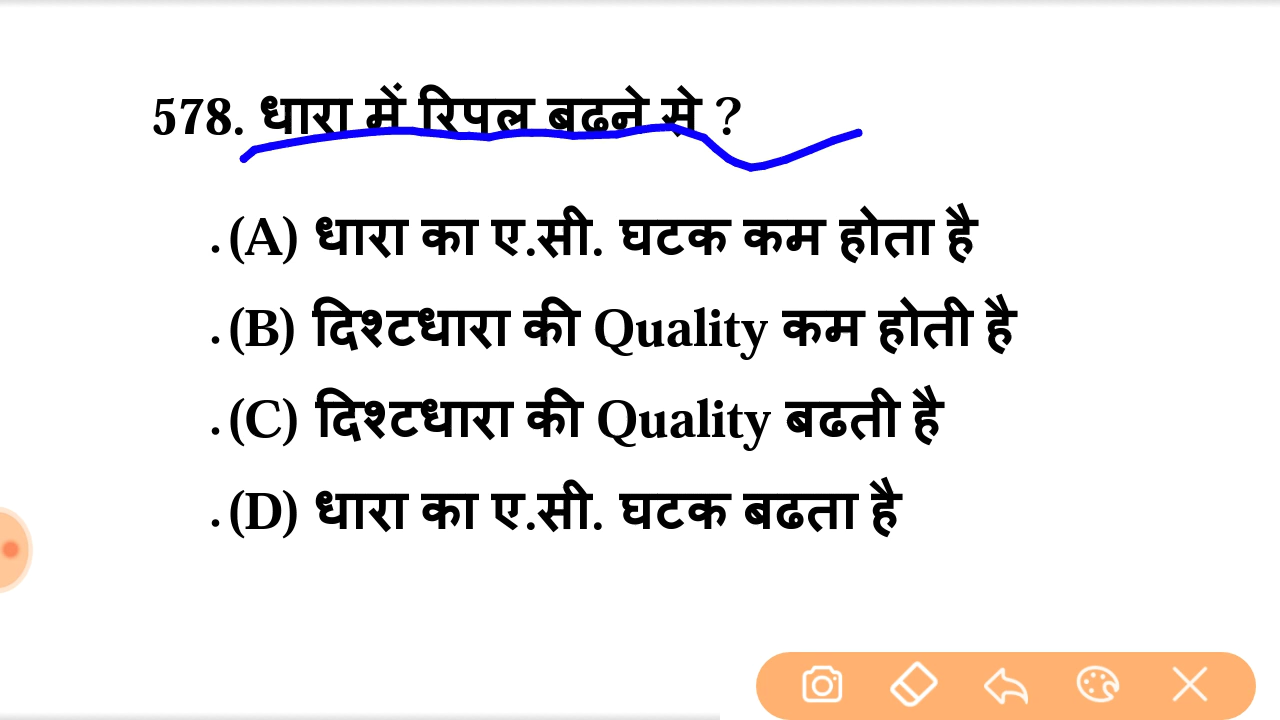 578. धारा में रिपल बढने से ?
. (A) धारा का ए.सी. घटक कम होता है
. (B) दिश्टधारा की Quality कम होती है
. (C) दिश्टधारा की Quality बढती है
. (D) धारा का ए.सी. घटक बढता है